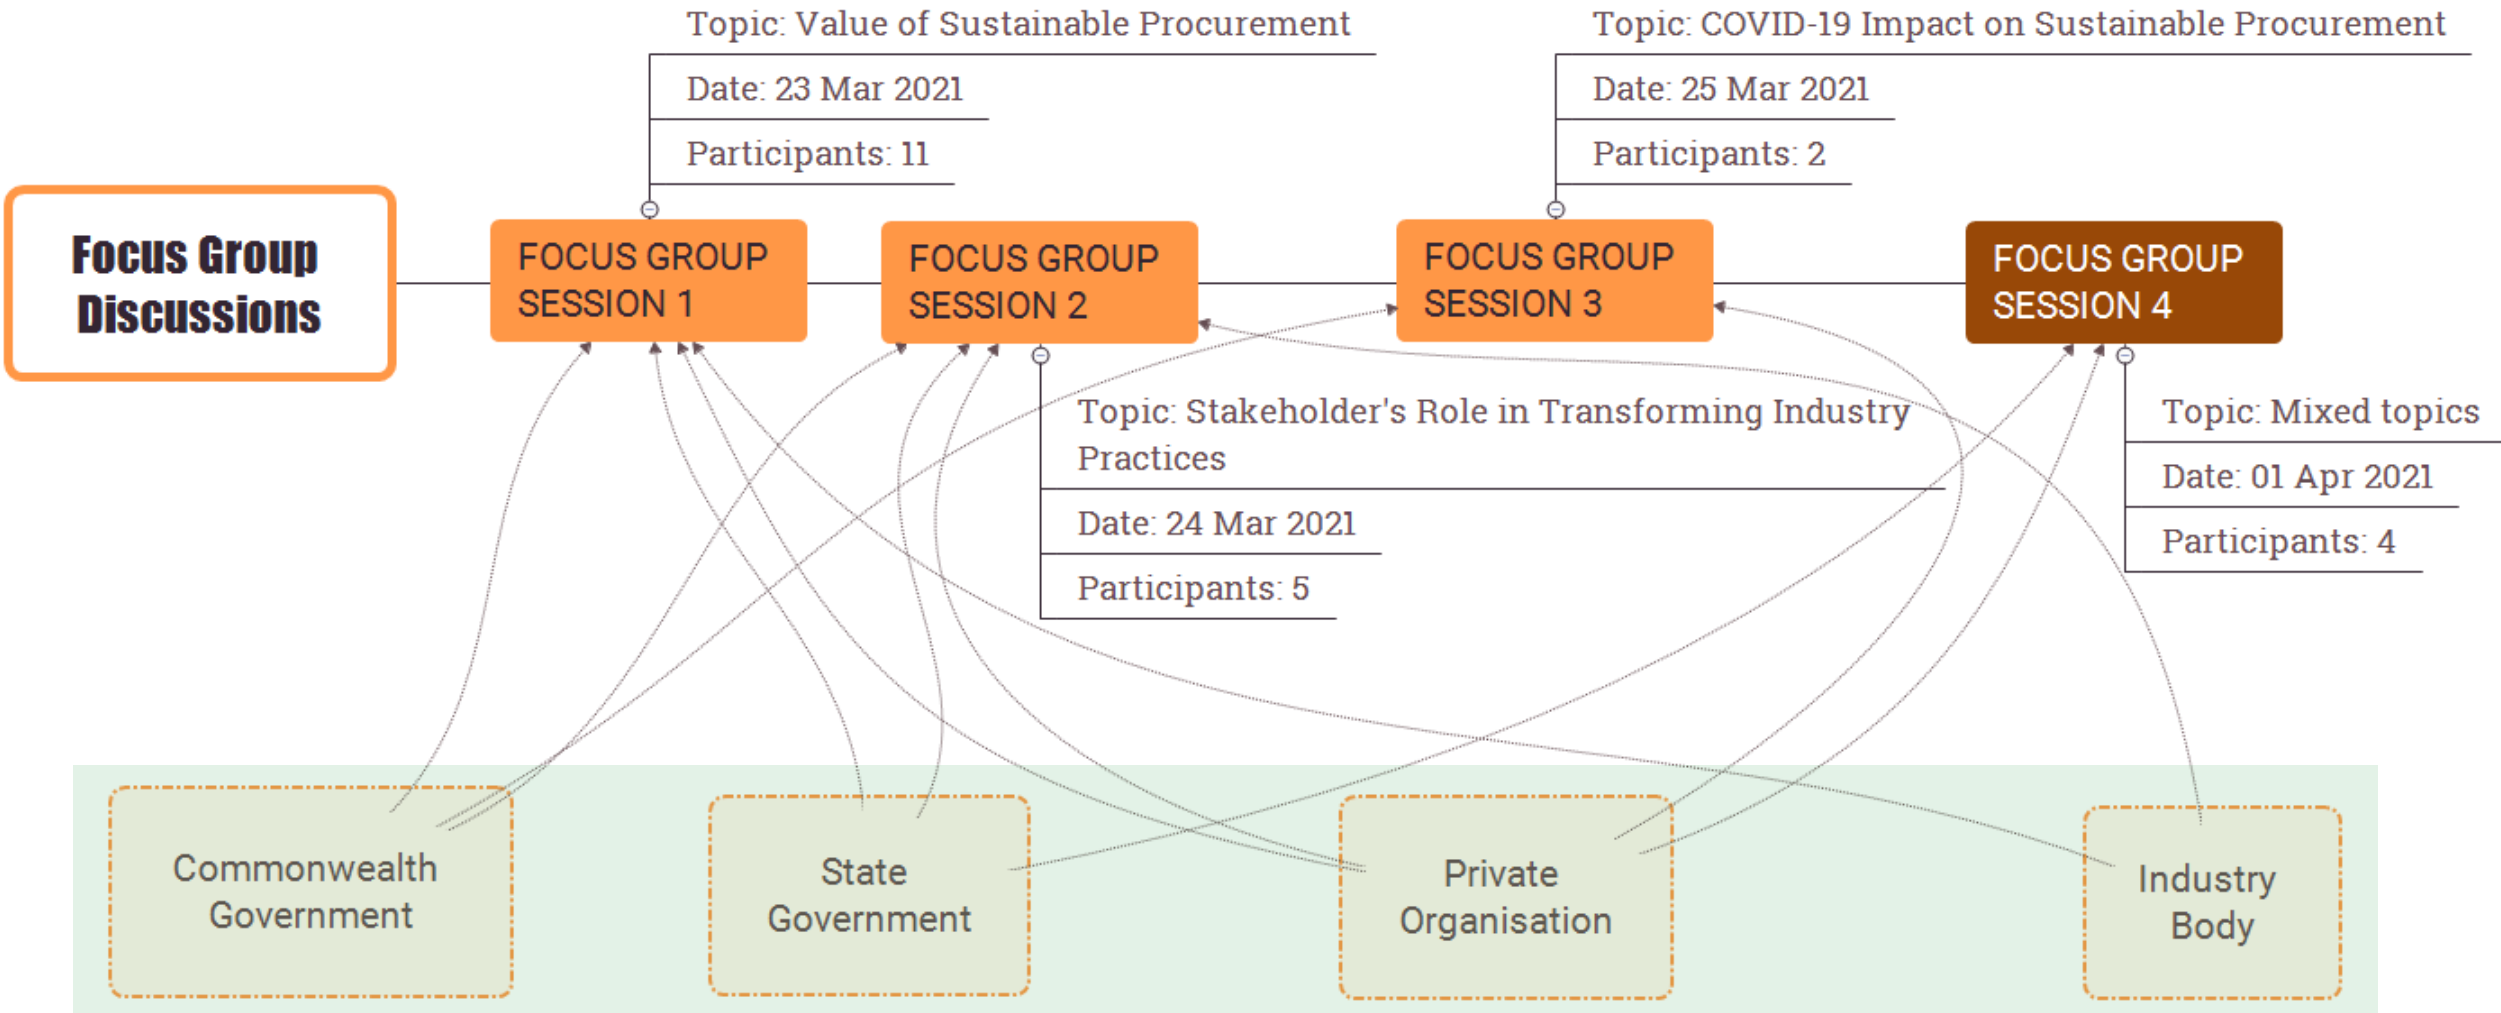 Topic: Value of Sustainable Procurement
Date: 23 Mar 2021
Participants: 11
Topic: COVID-19 Impact on Sustainable Procurement
Date: 25 Mar 2021
Participants: 2
Focus Group
Discussions
FOCUS GROUP
SESSION 1
FOCUS GROUP
SESSION 2
FOCUS GROUP
SESSION 3
FOCUS GROUP
SESSION 4
Topic: Stakeholder's Role in Transforming Industry
Practices
Date: 24 Mar 2021
Participants: 5
Topic: Mixed topics
Date: 01 Apr 2021
Participants: 4
Commonwealth
Government
State
Government
Private
Organisation
Industry
Body